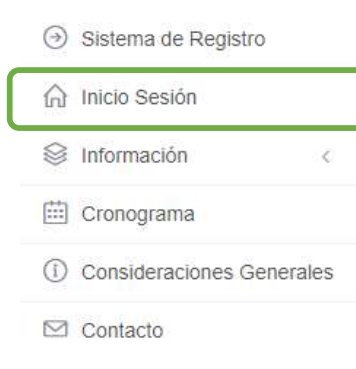 Sistema de Registro
Inicio Sesión
Información
Cronograma
Consideraciones Generales
Contacto